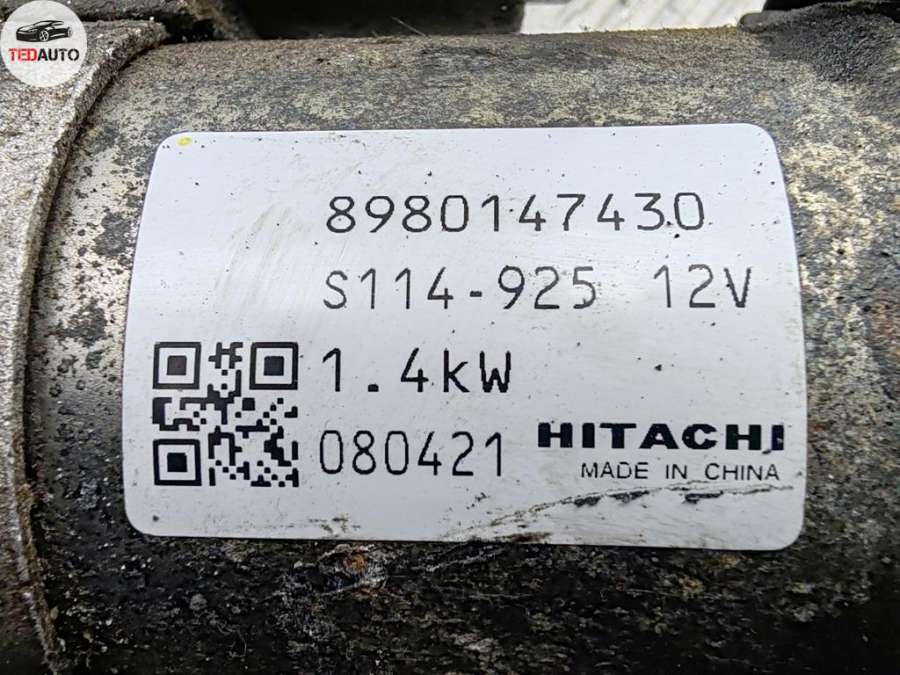 TEDAUTO
8980147430
S114-925 12V
1.4kW
080421
HITACHI
MADE IN CHINA